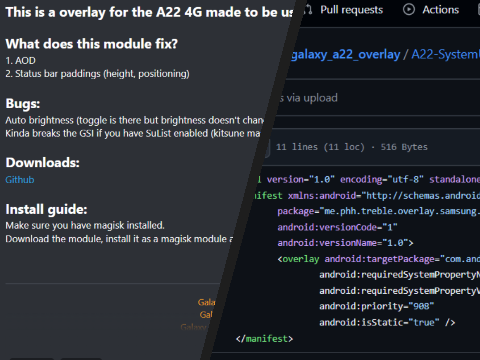 This is a overlay for the A22 4G made to be us
What does this module fix?
1. AOD
2. Status bar paddings (height, positioning)
Bugs:
Auto brightness (toggle is there but brightness doesn't chan
Kinda breaks the GSI if you have SuList enabled (kitsune ma
Downloads:
Github
Install guide:
Make sure you have magisk installed.
Download the module, install it as a magisk module a
Gala
Gal
Galaxy
Pull requests
Actions
galaxy_a22_overlay / A22-System
s via upload
11 lines (11 loc) · 516 Bytes
l version="1.0" encoding="utf-8" standalone
nifest xmlns:android="http://schemas.androi
package="me.phh.treble.overlay.samsung.
android:versionCode="1"
android:versionName="1.0">
<overlay android:targetPackage="com.and
android:requiredSystemPropertyN
android:requiredSystemPropertyV
android:priority="908"
android:isStatic="true" />
</manifest>